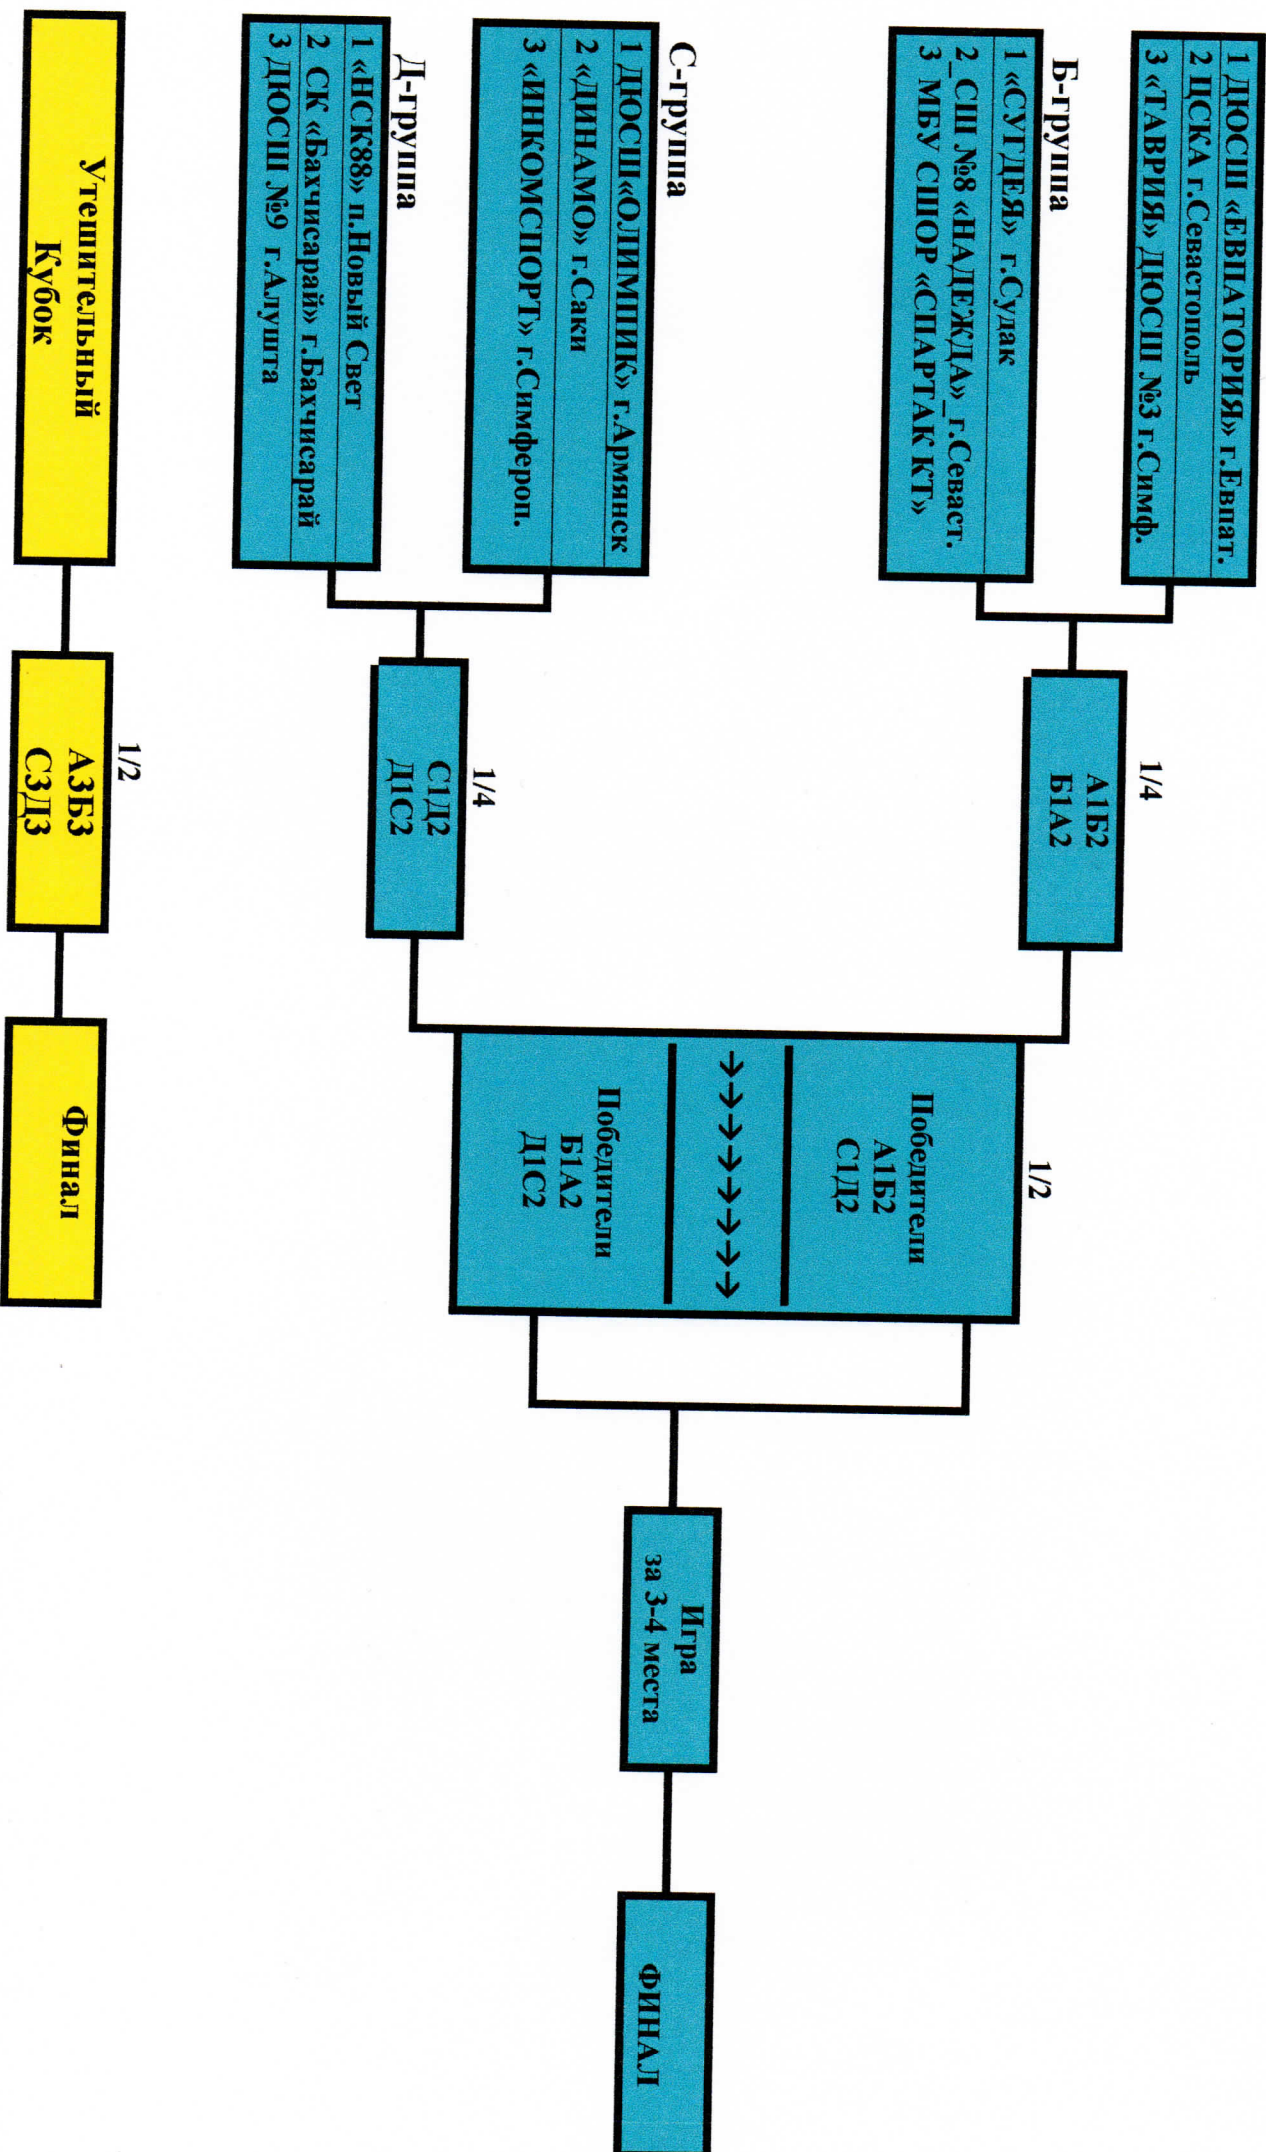 1 ДЮСШ «ЕВПАТОРИЯ» г.Евпат.
2 ЦСКА г.Севастополь
3 «ТАВРИЯ» ДЮСШ №3 г.Симф.
Б-группа
1 «СУГДЕЯ» г.Судак
2_СШ №8 «НАДЕЖДА»_г.Севаст.
3 МБУ СШОР «СПАРТАК КТ»
С-группа
1 ДЮСШ«ОЛИМПИК» г.Армянск
2 «ДИНАМО» г.Саки
3 «ИНКОМСПОРТ» г.Симфероп.
Д-группа
1 «НСК88» п.Новый Свет
2 СК «Бахчисарай» г.Бахчисарай
3 ДЮСШ №9 г.Алушта
1/4
А1Б2
Б1А2
1/4
С1Д2
Д1С2
1/2
Победители
А1Б2
С1Д2
→→→→→→→→
Победители
Б1А2
Д1С2
Игра
за 3-4 места
ФИНАЛ
Утешительный
Кубок
1/2
А3Б3
С3Д3
Финал